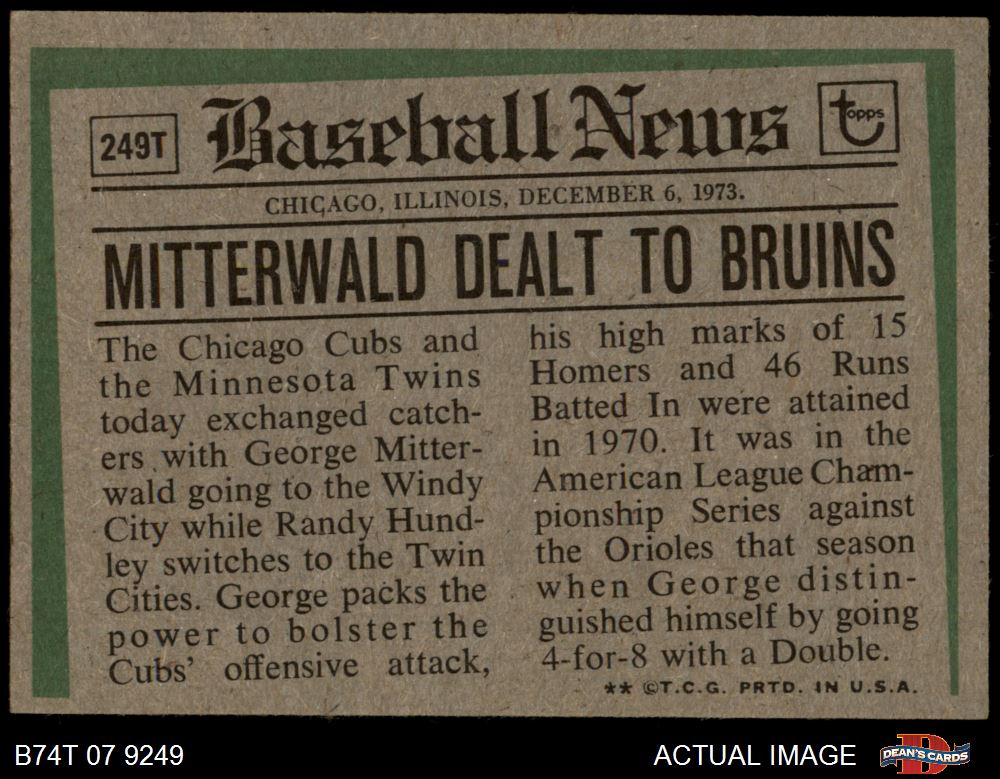 249T
Baseball News
topps
CHICAGO, ILLINOIS, DECEMBER 6, 1973.
MITTERWALD DEALT TO BRUINS
The Chicago Cubs and
the Minnesota Twins
today exchanged catch-
ers with George Mitter-
wald going to the Windy
City while Randy Hund-
ley switches to the Twin
Cities. George packs the
power to bolster the
Cubs' offensive attack,
his high marks of 15
Homers and 46 Runs
Batted In were attained
in 1970. It was in the
American League Cham-
pionship Series against
the Orioles that season
when George distin-
guished himself by going
4-for-8 with a Double.
** ©T.C.G. PRTD. IN U.S.A.
B74T 07 9249
ACTUAL IMAGE
D
DEAN'S CARDS